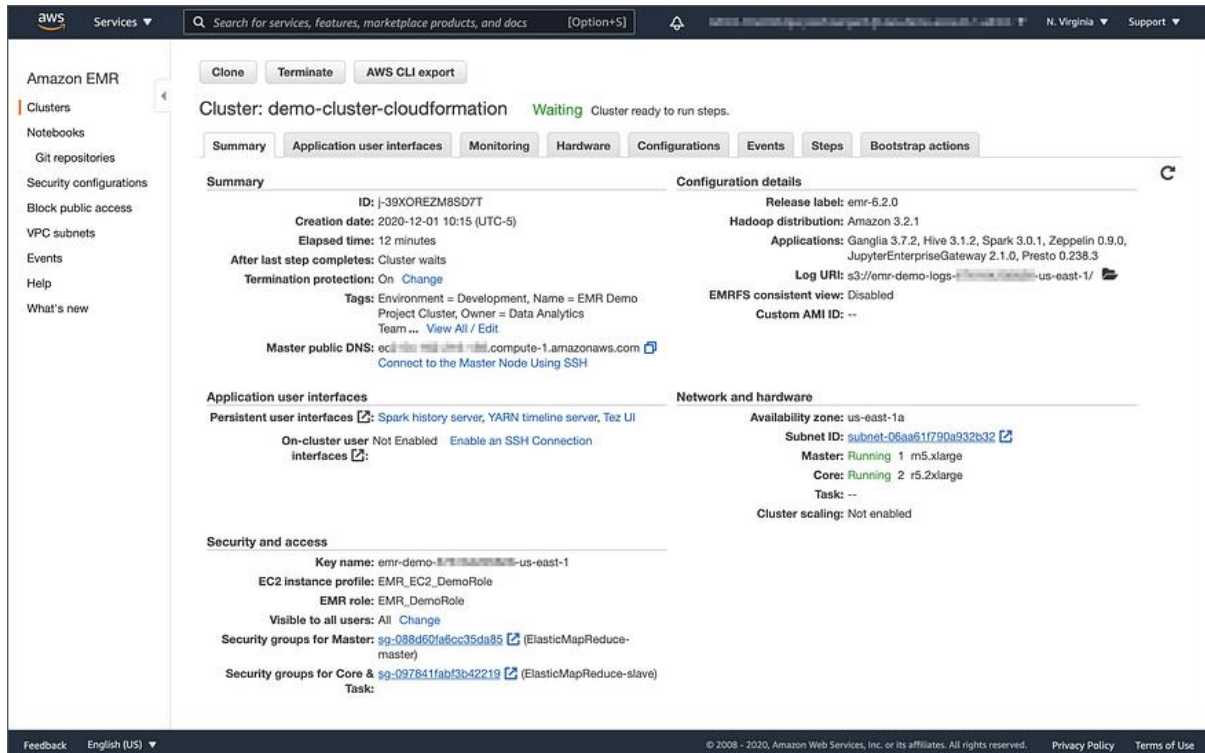 aws Services Search for services, features, marketplace products, and docs [Option+S] N. Virginia Support
Amazon EMR
Clusters
Notebooks
Git repositories
Security configurations
Block public access
VPC subnets
Events
Help
What's new
Clone Terminate AWS CLI export
Cluster: demo-cluster-cloudformation Waiting Cluster ready to run steps.
Summary Application user interfaces Monitoring Hardware Configurations Events Steps Bootstrap actions
Summary
ID: j-39XOREZM8SD7T
Creation date: 2020-12-01 10:15 (UTC-5)
Elapsed time: 12 minutes
After last step completes: Cluster waits
Termination protection: On Change
Tags: Environment = Development, Name = EMR Demo
Project Cluster, Owner = Data Analytics
Team ... View All / Edit
Master public DNS: ec .compute-1.amazonaws.com
Connect to the Master Node Using SSH
Configuration details
Release label: emr-6.2.0
Hadoop distribution: Amazon 3.2.1
Applications: Ganglia 3.7.2, Hive 3.1.2, Spark 3.0.1, Zeppelin 0.9.0,
JupyterEnterpriseGateway 2.1.0, Presto 0.238.3
Log URI: s3://emr-demo-logs- -us-east-1/
EMRFS consistent view: Disabled
Custom AMI ID: --
Application user interfaces
Persistent user interfaces : Spark history server, YARN timeline server, Tez UI
On-cluster user Not Enabled Enable an SSH Connection
interfaces :
Network and hardware
Availability zone: us-east-1a
Subnet ID: subnet-06aa61f790a932b32
Master: Running 1 m5.xlarge
Core: Running 2 r5.2xlarge
Task: --
Cluster scaling: Not enabled
Security and access
Key name: emr-demo- -us-east-1
EC2 instance profile: EMR_EC2_DemoRole
EMR role: EMR_DemoRole
Visible to all users: All Change
Security groups for Master: sg-088d60fa6cc35da85 (ElasticMapReduce-
master)
Security groups for Core & sg-097841fabf3b42219 (ElasticMapReduce-slave)
Task:
Feedback English (US) © 2008 - 2020, Amazon Web Services, Inc. or its affiliates. All rights reserved. Privacy Policy Terms of Use